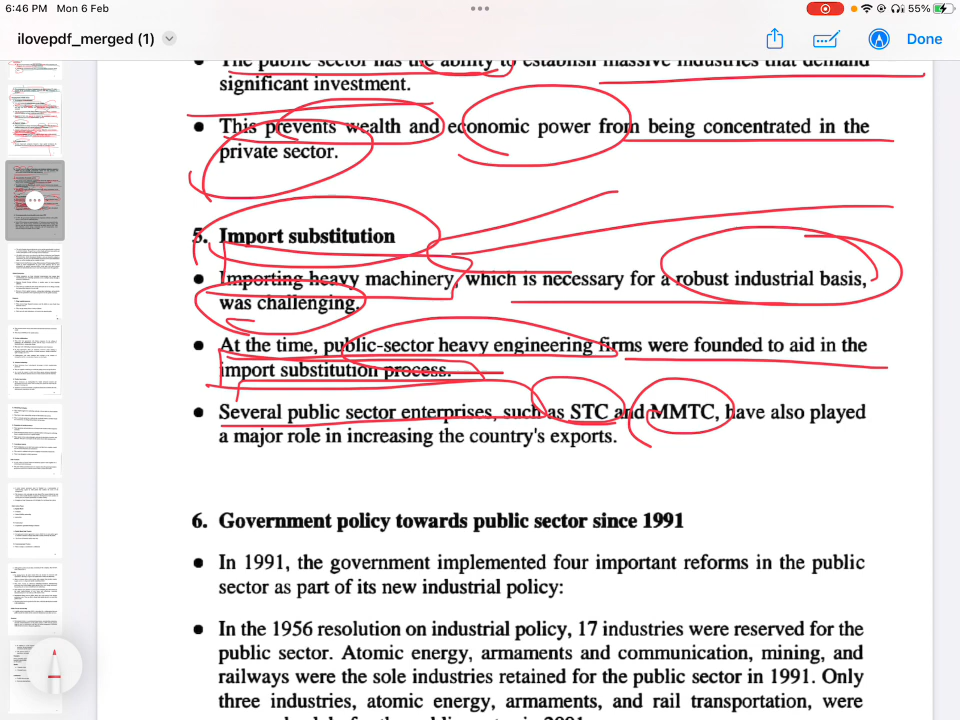 6:46 PM Mon 6 Feb
55%
ilovepdf_merged (1)
Done
• The public sector has the ability to establish massive industries that demand
significant investment.
• This prevents wealth and economic power from being concentrated in the
private sector.
5. Import substitution
• Importing heavy machinery, which is necessary for a robust industrial basis,
was challenging.
• At the time, public-sector heavy engineering firms were founded to aid in the
import substitution process.
• Several public sector enterprises, such as STC and MMTC, have also played
a major role in increasing the country's exports.
6. Government policy towards public sector since 1991
• In 1991, the government implemented four important reforms in the public
sector as part of its new industrial policy:
• In the 1956 resolution on industrial policy, 17 industries were reserved for the
public sector. Atomic energy, armaments and communication, mining, and
railways were the sole industries retained for the public sector in 1991. Only
three industries, atomic energy, armaments, and rail transportation, were